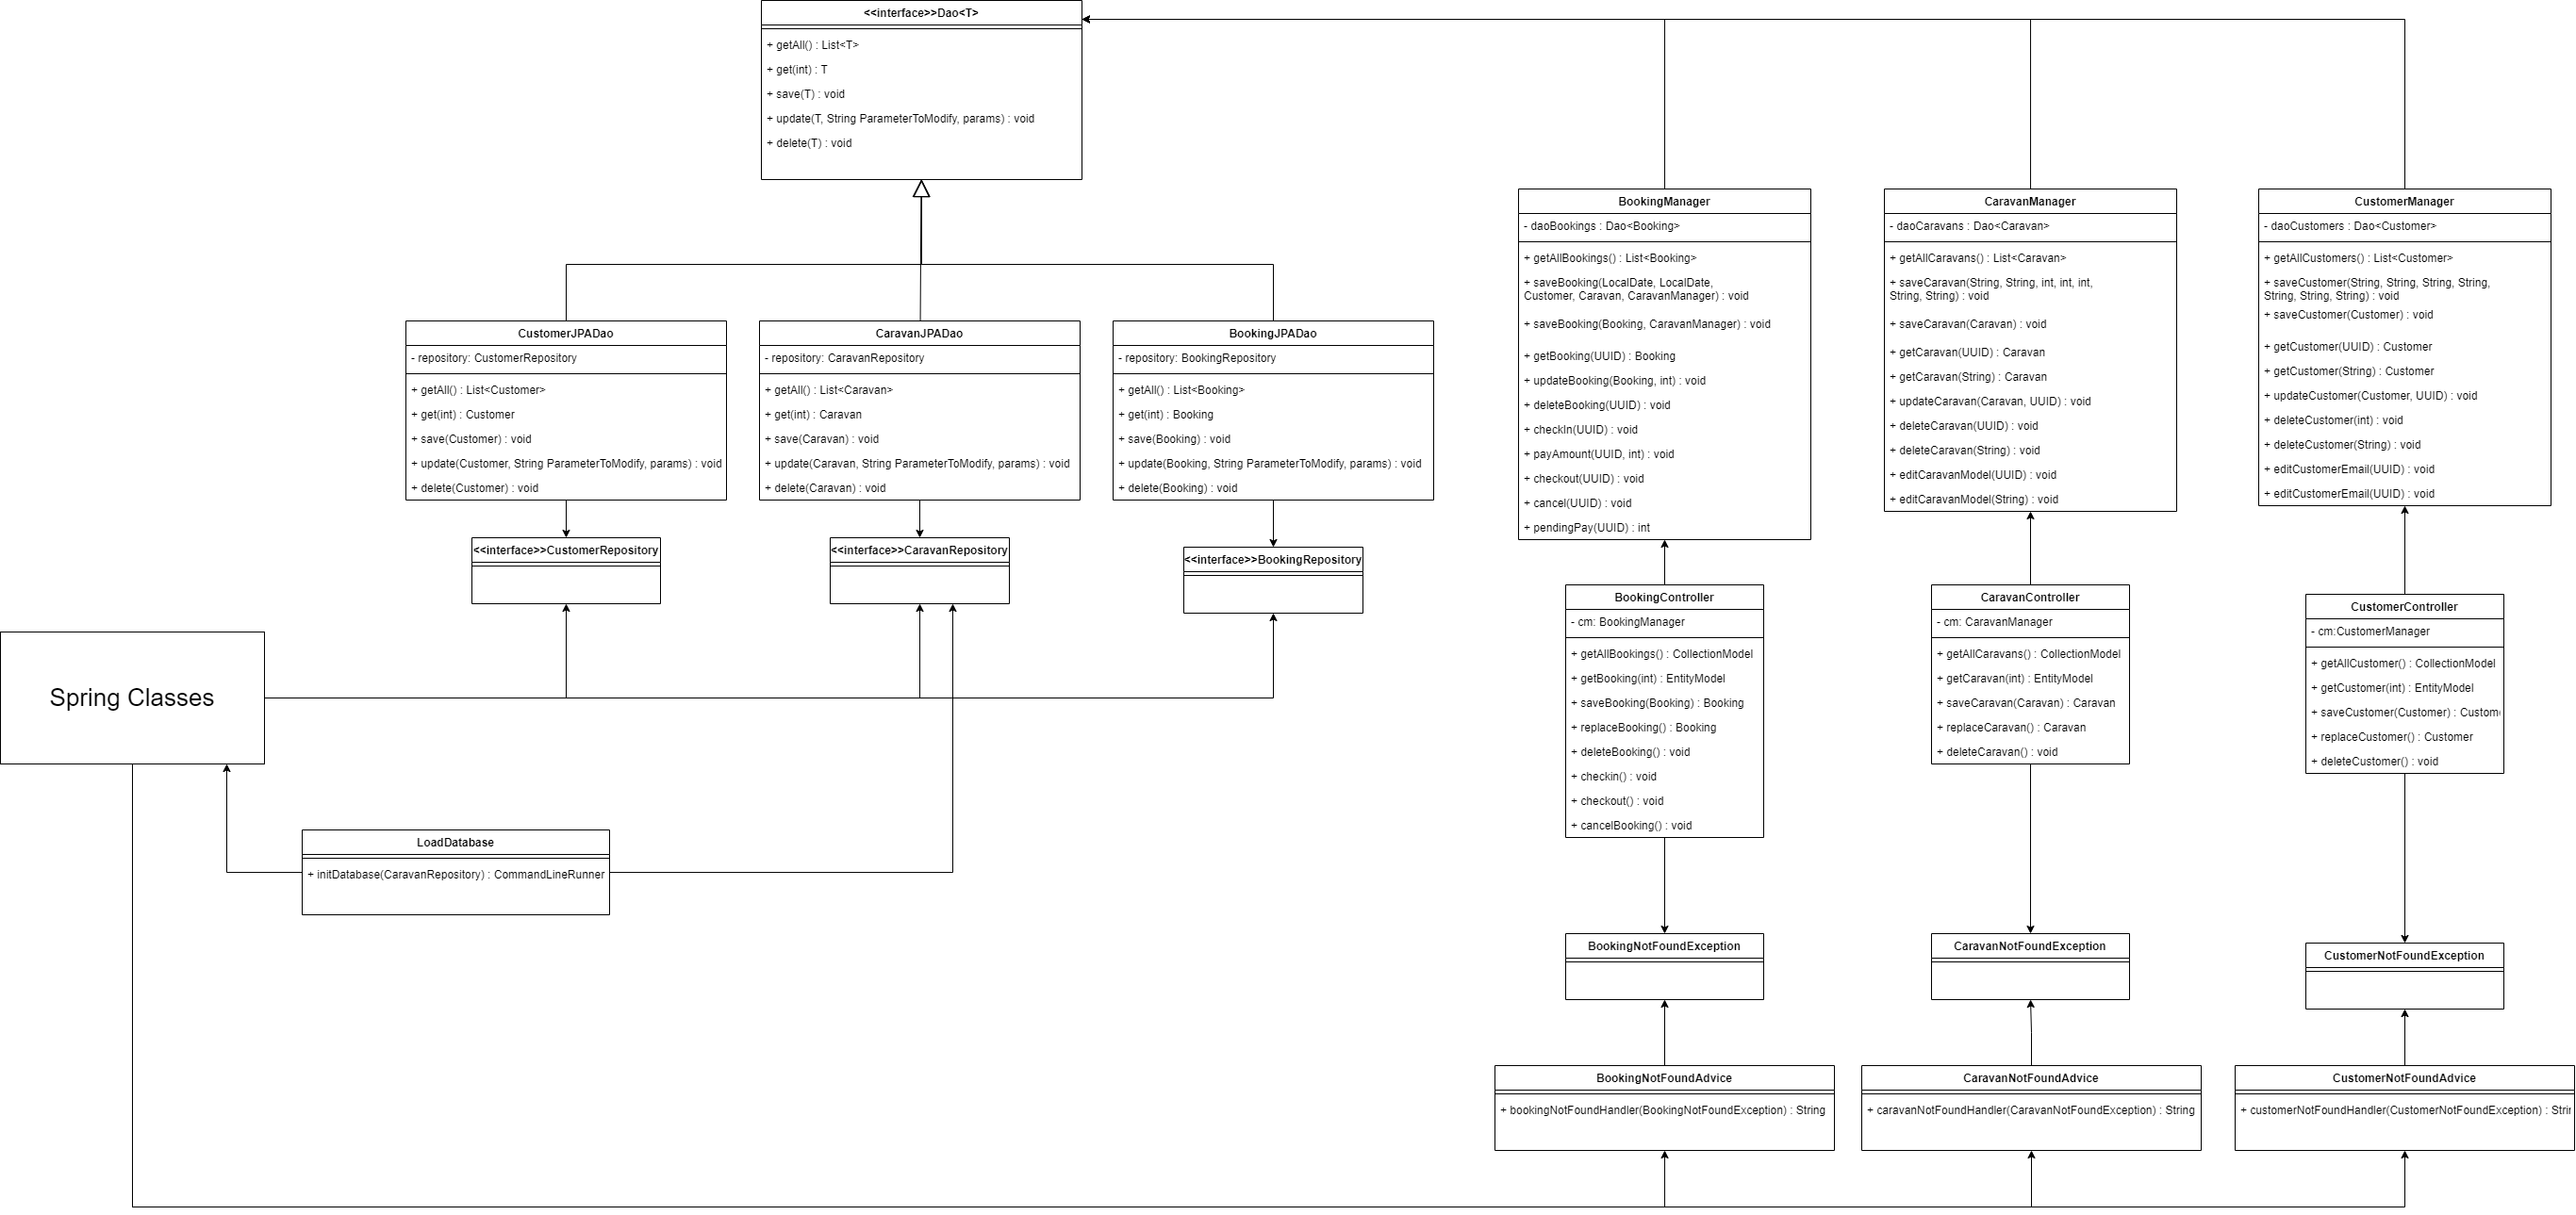 <<interface>>Dao<T>
+ getAll() : List<T>
+ get(int) : T
+ save(T) : void
+ update(T, String ParameterToModify, params) : void
+ delete(T) : void
CustomerJPADao
- repository: CustomerRepository
+ getAll() : List<Customer>
+ get(int) : Customer
+ save(Customer) : void
+ update(Customer, String ParameterToModify, params) : void
+ delete(Customer) : void
CaravanJPADao
- repository: CaravanRepository
+ getAll() : List<Caravan>
+ get(int) : Caravan
+ save(Caravan) : void
+ update(Caravan, String ParameterToModify, params) : void
+ delete(Caravan) : void
BookingJPADao
- repository: BookingRepository
+ getAll() : List<Booking>
+ get(int) : Booking
+ save(Booking) : void
+ update(Booking, String ParameterToModify, params) : void
+ delete(Booking) : void
<<interface>>CustomerRepository
<<interface>>CaravanRepository
<<interface>>BookingRepository
Spring Classes
LoadDatabase
+ initDatabase(CaravanRepository) : CommandLineRunner
BookingManager
- daoBookings : Dao<Booking>
+ getAllBookings() : List<Booking>
+ saveBooking(LocalDate, LocalDate,
Customer, Caravan, CaravanManager) : void
+ saveBooking(Booking, CaravanManager) : void
+ getBooking(UUID) : Booking
+ updateBooking(Booking, int) : void
+ deleteBooking(UUID) : void
+ checkIn(UUID) : void
+ payAmount(UUID, int) : void
+ checkout(UUID) : void
+ cancel(UUID) : void
+ pendingPay(UUID) : int
CaravanManager
- daoCaravans : Dao<Caravan>
+ getAllCaravans() : List<Caravan>
+ saveCaravan(String, String, int, int, int,
String, String) : void
+ saveCaravan(Caravan) : void
+ getCaravan(UUID) : Caravan
+ getCaravan(String) : Caravan
+ updateCaravan(Caravan, UUID) : void
+ deleteCaravan(UUID) : void
+ deleteCaravan(String) : void
+ editCaravanModel(UUID) : void
+ editCaravanModel(String) : void
CustomerManager
- daoCustomers : Dao<Customer>
+ getAllCustomers() : List<Customer>
+ saveCustomer(String, String, String, String,
String, String, String) : void
+ saveCustomer(Customer) : void
+ getCustomer(UUID) : Customer
+ getCustomer(String) : Customer
+ updateCustomer(Customer, UUID) : void
+ deleteCustomer(int) : void
+ deleteCustomer(String) : void
+ editCustomerEmail(UUID) : void
+ editCustomerEmail(UUID) : void
BookingController
- cm: BookingManager
+ getAllBookings() : CollectionModel
+ getBooking(int) : EntityModel
+ saveBooking(Booking) : Booking
+ replaceBooking() : Booking
+ deleteBooking() : void
+ checkin() : void
+ checkout() : void
+ cancelBooking() : void
CaravanController
- cm: CaravanManager
+ getAllCaravans() : CollectionModel
+ getCaravan(int) : EntityModel
+ saveCaravan(Caravan) : Caravan
+ replaceCaravan() : Caravan
+ deleteCaravan() : void
CustomerController
- cm:CustomerManager
+ getAllCustomer() : CollectionModel
+ getCustomer(int) : EntityModel
+ saveCustomer(Customer) :
+ replaceCustomer() : Customer
+ deleteCustomer() : void
BookingNotFoundException
CaravanNotFoundException
CustomerNotFoundException
BookingNotFoundAdvice
+ bookingNotFoundHandler(BookingNotFoundException) : String
CaravanNotFoundAdvice
+ caravanNotFoundHandler(CaravanNotFoundException) : String
CustomerNotFoundAdvice
+ customerNotFoundHandler(CustomerNotFoundException) :